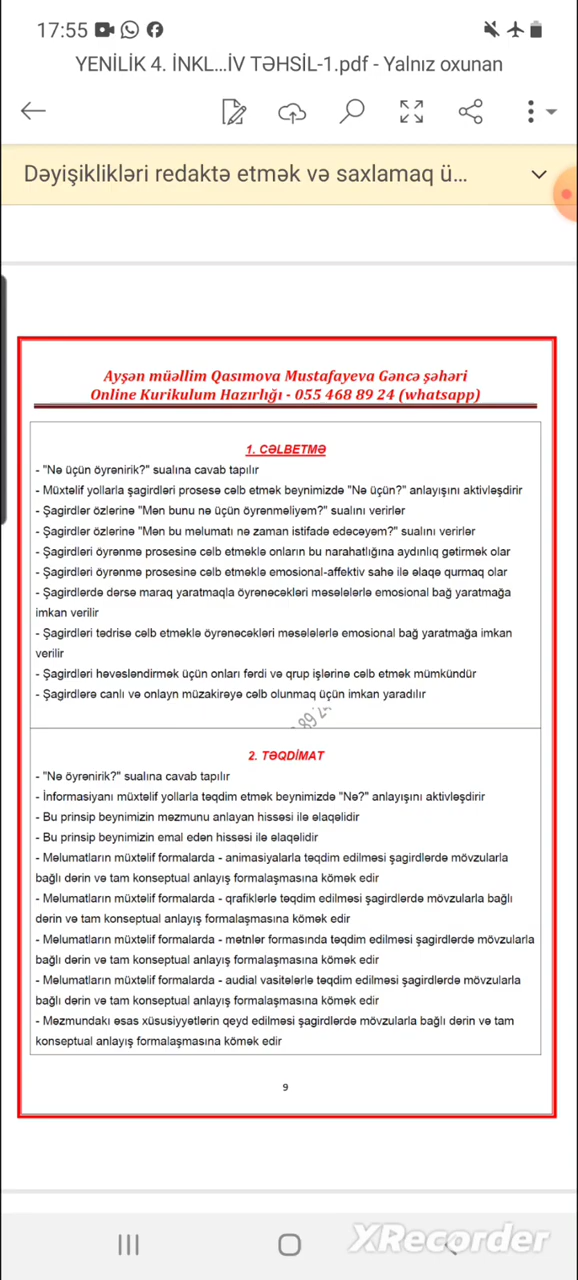 17:55
YENİLİK 4. İNKL...İV TƏHSİL-1.pdf - Yalnız oxunan
Dəyişiklikləri redaktə etmək və saxlamaq ü...
Ayşən müəllim Qasımova Mustafayeva Gəncə şəhəri
Online Kurikulum Hazırlığı - 055 468 89 24 (whatsapp)
1. CƏLBETMƏ
- "Nə üçün öyrənirik?" sualına cavab tapılır
- Müxtəlif yollarla şagirdləri prosesə cəlb etmək beynimizdə "Nə üçün?" anlayışını aktivləşdirir
- Şagirdlər özlərinə "Mən bunu nə üçün öyrənməliyəm?" sualını verirlər
- Şagirdlər özlərinə "Mən bu məlumatı nə zaman istifadə edəcəyəm?" sualını verirlər
- Şagirdləri öyrənmə prosesinə cəlb etməklə onların bu narahatlığına aydınlıq gətirmək olar
- Şagirdləri öyrənmə prosesinə cəlb etməklə emosional-affektiv sahə ilə əlaqə qurmaq olar
- Şagirdlərdə dərsə maraq yaratmaqla öyrənəcəkləri məsələlərlə emosional bağ yaratmağa
imkan verilir
- Şagirdləri tədrisə cəlb etməklə öyrənəcəkləri məsələlərlə emosional bağ yaratmağa imkan
verilir
- Şagirdləri həvəsləndirmək üçün onları fərdi və qrup işlərinə cəlb etmək mümkündür
- Şagirdlərə canlı və onlayn müzakirəyə cəlb olunmaq üçün imkan yaradılır
89 24
2. TƏQDİMAT
- "Nə öyrənirik?" sualına cavab tapılır
- İnformasiyanı müxtəlif yollarla təqdim etmək beynimizdə "Nə?" anlayışını aktivləşdirir
- Bu prinsip beynimizin məzmunu anlayan hissəsi ilə əlaqəlidir
- Bu prinsip beynimizin emal edən hissəsi ilə əlaqəlidir
- Məlumatların müxtəlif formalarda - animasiyalarla təqdim edilməsi şagirdlərdə mövzularla
bağlı dərin və tam konseptual anlayış formalaşmasına kömək edir
- Məlumatların müxtəlif formalarda - qrafiklərlə təqdim edilməsi şagirdlərdə mövzularla bağlı
dərin və tam konseptual anlayış formalaşmasına kömək edir
- Məlumatların müxtəlif formalarda - mətnlər formasında təqdim edilməsi şagirdlərdə mövzularla
bağlı dərin və tam konseptual anlayış formalaşmasına kömək edir
- Məlumatların müxtəlif formalarda - audial vasitələrlə təqdim edilməsi şagirdlərdə mövzularla
bağlı dərin və tam konseptual anlayış formalaşmasına kömək edir
- Məzmundakı əsas xüsusiyyətlərin qeyd edilməsi şagirdlərdə mövzularla bağlı dərin və tam
konseptual anlayış formalaşmasına kömək edir
9
XRecorder